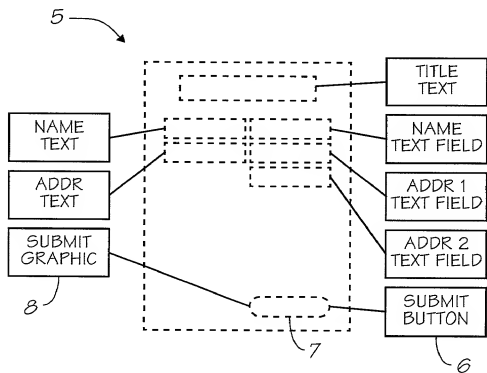 5
TITLE
TEXT
NAME
TEXT
NAME
TEXT FIELD
ADDR
TEXT
ADDR 1
TEXT FIELD
SUBMIT
GRAPHIC
ADDR 2
TEXT FIELD
SUBMIT
BUTTON
8
7
6